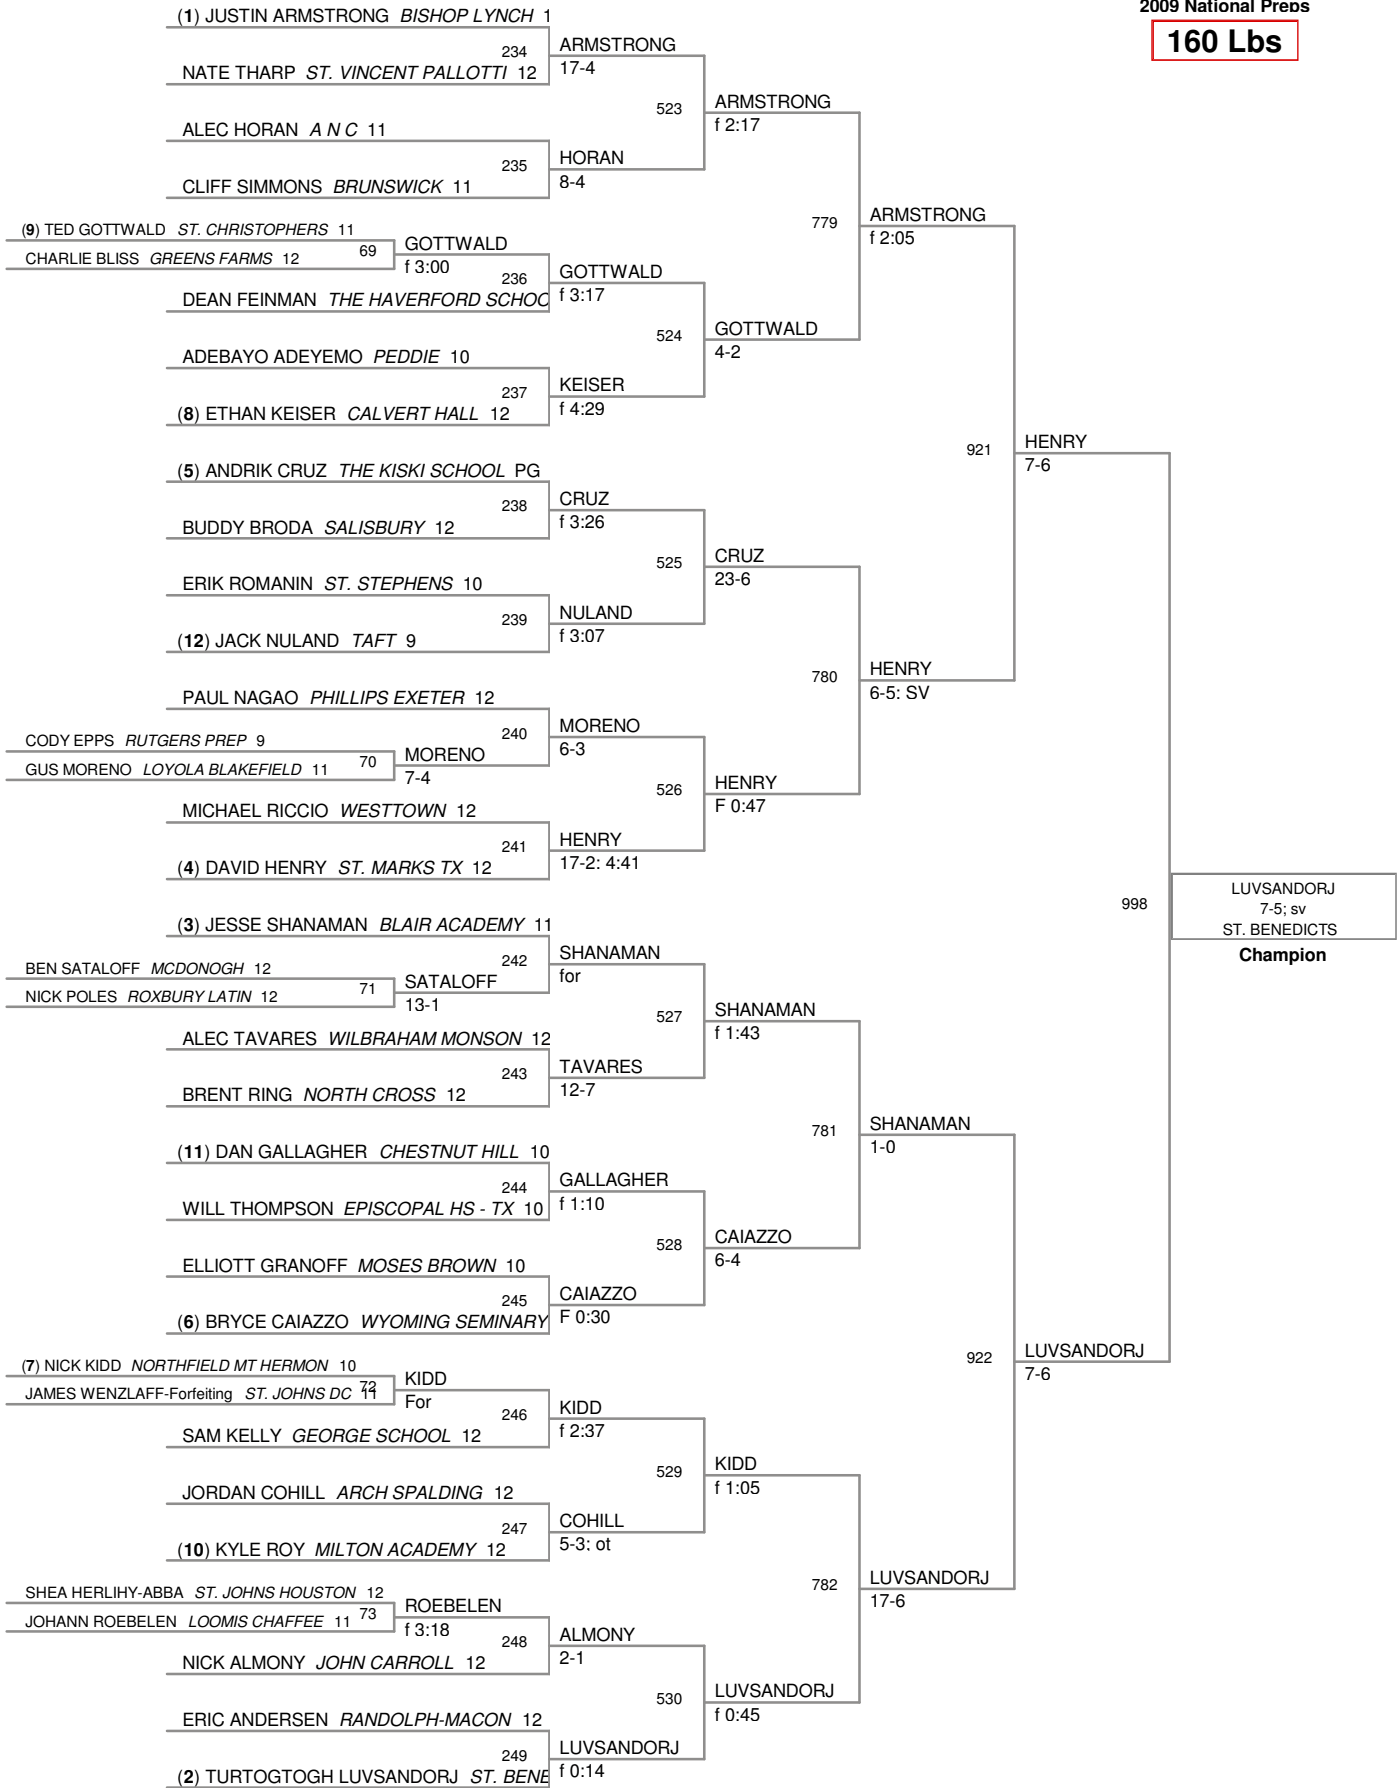 2009 National Preps
160 Lbs
(1) JUSTIN ARMSTRONG BISHOP LYNCH 1
234
ARMSTRONG
17-4
NATE THARP ST. VINCENT PALLOTTI 12
523
ARMSTRONG
f 2:17
ALEC HORAN A N C 11
235
HORAN
8-4
CLIFF SIMMONS BRUNSWICK 11
779
ARMSTRONG
f 2:05
(9) TED GOTTWALD ST. CHRISTOPHERS 11
69
GOTTWALD
f 3:00
CHARLIE BLISS GREENS FARMS 12
236
GOTTWALD
f 3:17
DEAN FEINMAN THE HAVERFORD SCHOO
524
GOTTWALD
4-2
ADEBAYO ADEYEMO PEDDIE 10
237
KEISER
f 4:29
(8) ETHAN KEISER CALVERT HALL 12
921
HENRY
7-6
(5) ANDRIK CRUZ THE KISKI SCHOOL PG
238
CRUZ
f 3:26
BUDDY BRODA SALISBURY 12
525
CRUZ
23-6
ERIK ROMANIN ST. STEPHENS 10
239
NULAND
f 3:07
(12) JACK NULAND TAFT 9
780
HENRY
6-5: SV
PAUL NAGAO PHILLIPS EXETER 12
240
MORENO
6-3
CODY EPPS RUTGERS PREP 9
70
MORENO
7-4
GUS MORENO LOYOLA BLAKEFIELD 11
526
HENRY
F 0:47
MICHAEL RICCIO WESTTOWN 12
241
HENRY
17-2: 4:41
(4) DAVID HENRY ST. MARKS TX 12
998
LUVSANDORJ
7-5; sv
ST. BENEDICTS
Champion
(3) JESSE SHANAMAN BLAIR ACADEMY 11
242
SHANAMAN
for
BEN SATALOFF MCDONOGH 12
71
SATALOFF
13-1
NICK POLES ROXBURY LATIN 12
527
SHANAMAN
f 1:43
ALEC TAVARES WILBRAHAM MONSON 12
243
TAVARES
12-7
BRENT RING NORTH CROSS 12
781
SHANAMAN
1-0
(11) DAN GALLAGHER CHESTNUT HILL 10
244
GALLAGHER
f 1:10
WILL THOMPSON EPISCOPAL HS - TX 10
528
CAIAZZO
6-4
ELLIOTT GRANOFF MOSES BROWN 10
245
CAIAZZO
F 0:30
(6) BRYCE CAIAZZO WYOMING SEMINARY
922
LUVSANDORJ
7-6
(7) NICK KIDD NORTHFIELD MT HERMON 10
72
KIDD
For
JAMES WENZLAFF-Forfeiting ST. JOHNS DC 11
246
KIDD
f 2:37
SAM KELLY GEORGE SCHOOL 12
529
KIDD
f 1:05
JORDAN COHILL ARCH SPALDING 12
247
COHILL
5-3: ot
(10) KYLE ROY MILTON ACADEMY 12
782
LUVSANDORJ
17-6
SHEA HERLIHY-ABBA ST. JOHNS HOUSTON 12
73
ROEBELEN
f 3:18
JOHANN ROEBELEN LOOMIS CHAFFEE 11
248
ALMONY
2-1
NICK ALMONY JOHN CARROLL 12
530
LUVSANDORJ
f 0:45
ERIC ANDERSEN RANDOLPH-MACON 12
249
LUVSANDORJ
f 0:14
(2) TURTOGTOGH LUVSANDORJ ST. BENE